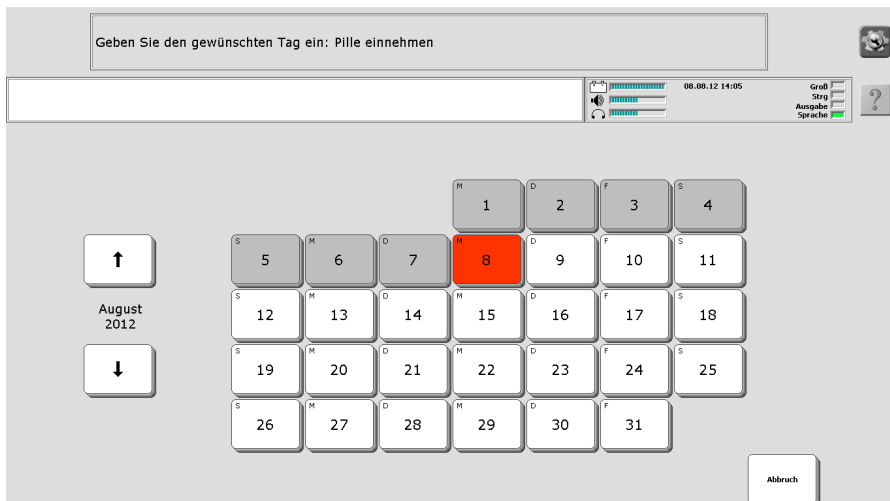 Geben Sie den gewünschten Tag ein: Pille einnehmen
08.08.12 14:05
Groß
Strg
Ausgabe
Sprache
?
M 1 D 2 F 3 S 4
S 5 M 6 D 7 M 8 D 9 F 10 S 11
August
2012
S 12 M 13 D 14 M 15 D 16 F 17 S 18
S 19 M 20 D 21 M 22 D 23 F 24 S 25
S 26 M 27 D 28 M 29 D 30 F 31
Abbruch